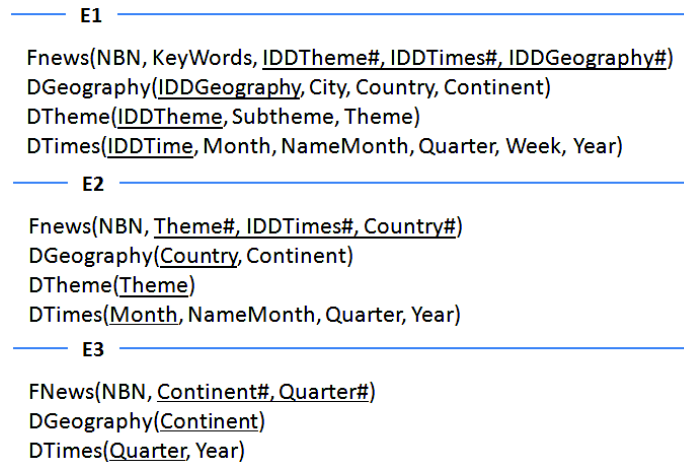 E1
Fnews(NBN, KeyWords, IDDTheme#, IDDTimes#, IDDGeography#)
DGeography(IDDGeography, City, Country, Continent)
DTheme(IDDTheme, Subtheme, Theme)
DTimes(IDDTime, Month, NameMonth, Quarter, Week, Year)
E2
Fnews(NBN, Theme#, IDDTimes#, Country#)
DGeography(Country, Continent)
DTheme(Theme)
DTimes(Month, NameMonth, Quarter, Year)
E3
FNews(NBN, Continent#, Quarter#)
DGeography(Continent)
DTimes(Quarter, Year)